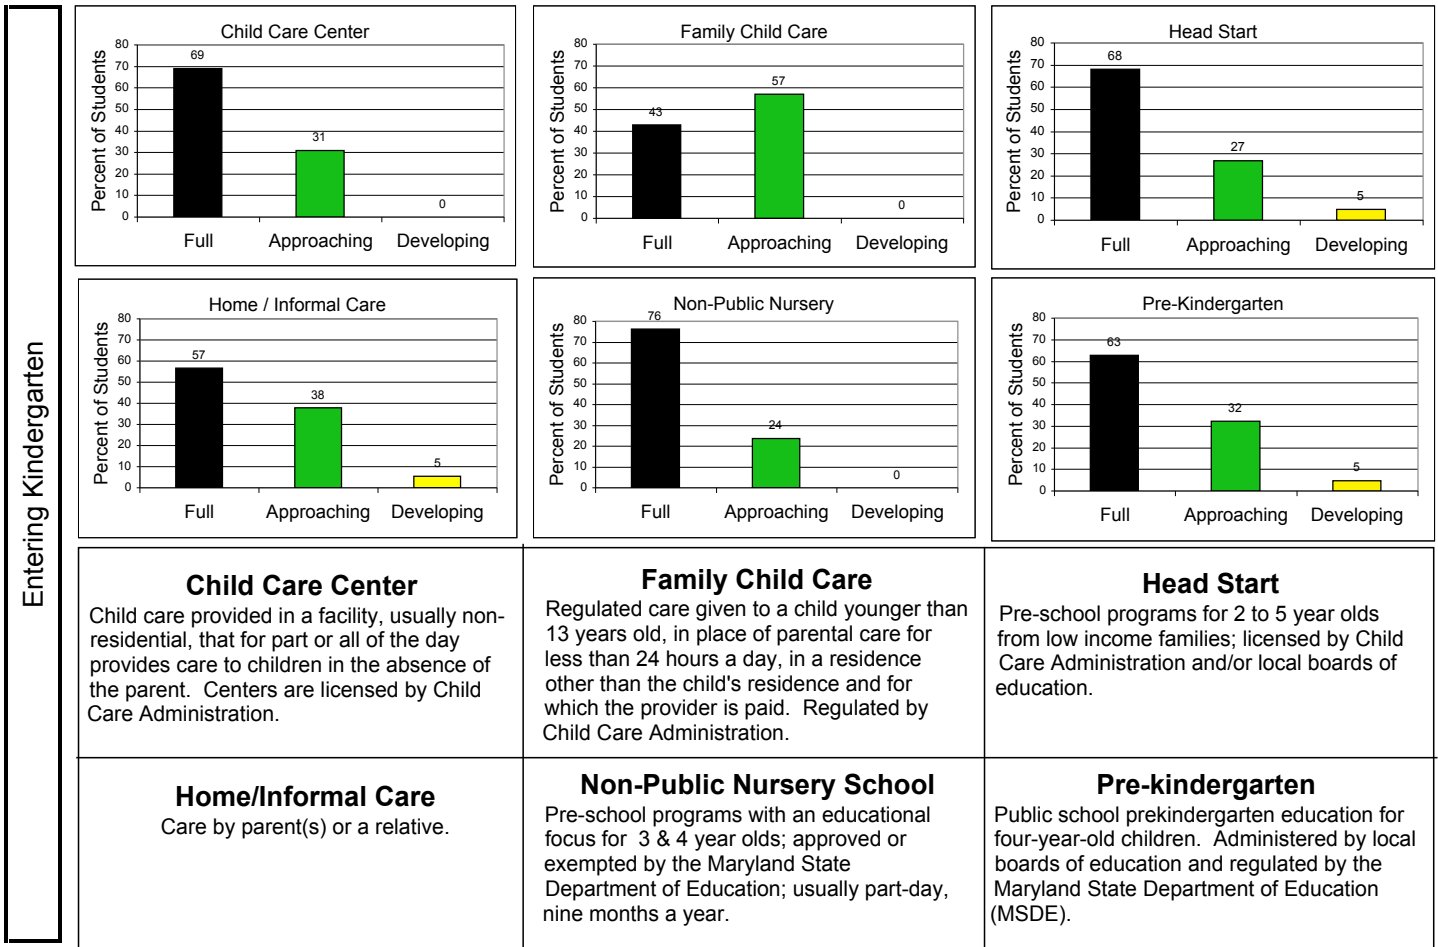 Entering Kindergarten
Child Care Center
Percent of Students
80
70
60
50
40
30
20
10
0
69
31
0
Full Approaching Developing
Family Child Care
Percent of Students
80
70
60
50
40
30
20
10
0
43
57
0
Full Approaching Developing
Head Start
Percent of Students
80
70
60
50
40
30
20
10
0
68
27
5
Full Approaching Developing
Home / Informal Care
Percent of Students
80
70
60
50
40
30
20
10
0
57
38
5
Full Approaching Developing
Non-Public Nursery
Percent of Students
80
70
60
50
40
30
20
10
0
76
24
0
Full Approaching Developing
Pre-Kindergarten
Percent of Students
80
70
60
50
40
30
20
10
0
63
32
5
Full Approaching Developing
Child Care Center
Child care provided in a facility, usually non-
residential, that for part or all of the day
provides care to children in the absence of
the parent.  Centers are licensed by Child
Care Administration.
Family Child Care
Regulated care given to a child younger than
13 years old, in place of parental care for
less than 24 hours a day, in a residence
other than the child's residence and for
which the provider is paid.  Regulated by
Child Care Administration.
Head Start
Pre-school programs for 2 to 5 year olds
from low income families; licensed by Child
Care Administration and/or local boards of
education.
Home/Informal Care
Care by parent(s) or a relative.
Non-Public Nursery School
Pre-school programs with an educational
focus for  3 & 4 year olds; approved or
exempted by the Maryland State
Department of Education; usually part-day,
nine months a year.
Pre-kindergarten
Public school prekindergarten education for
four-year-old children.  Administered by local
boards of education and regulated by the
Maryland State Department of Education
(MSDE).